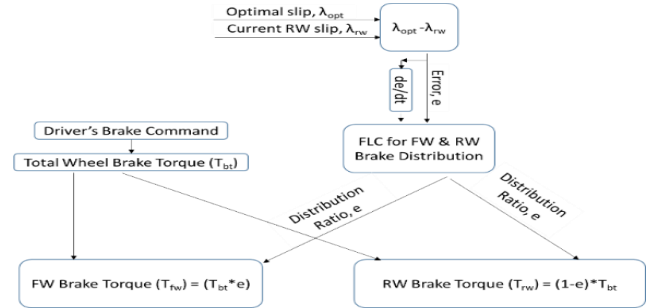 Optimal slip, λopt
Current RW slip, λrw
λopt -λrw
de/dt
Error, e
Driver's Brake Command
Total Wheel Brake Torque (Tbt)
FLC for FW & RW
Brake Distribution
Distribution
Ratio, e
Distribution
Ratio, e
FW Brake Torque (Tfw) = (Tbt*e)
RW Brake Torque (Trw) = (1-e)*Tbt